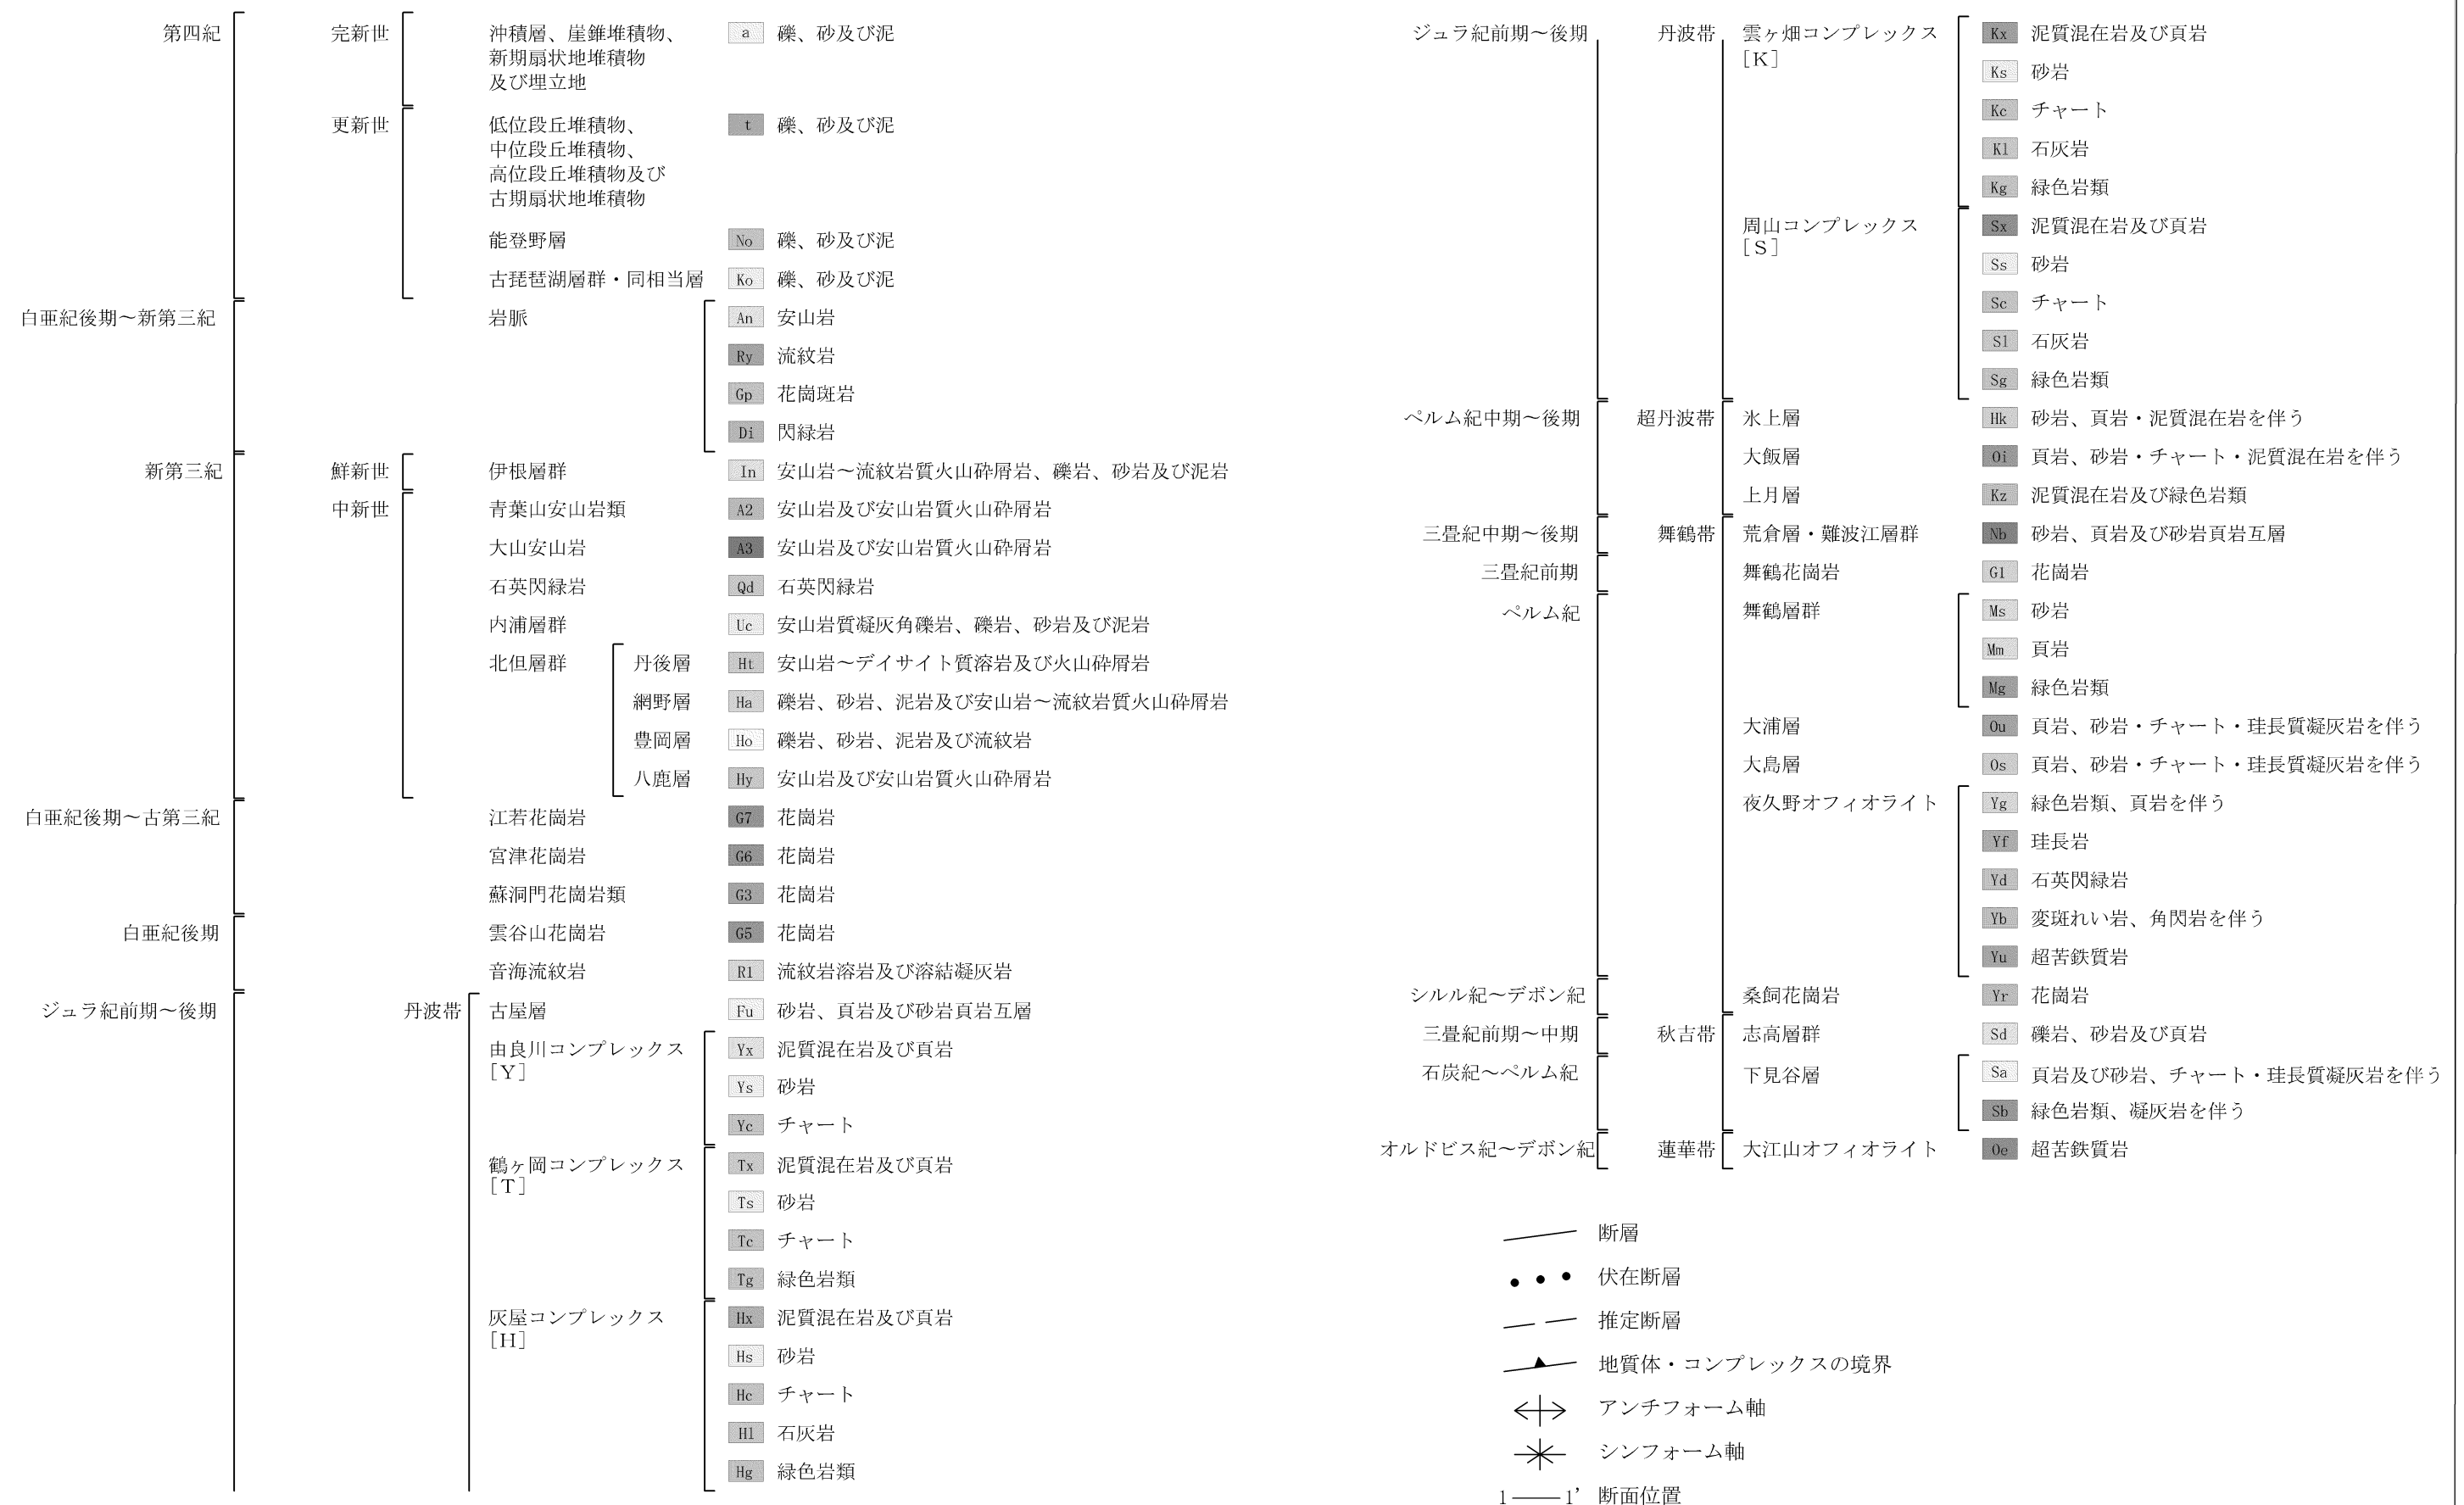 第四紀 完新世 沖積層、崖錐堆積物、 a 礫、砂及び泥
新期扇状地堆積物
及び埋立地
更新世 低位段丘堆積物、 t 礫、砂及び泥
中位段丘堆積物、
高位段丘堆積物及び
古期扇状地堆積物
能登野層 No 礫、砂及び泥
古琵琶湖層群・同相当層 Ko 礫、砂及び泥
白亜紀後期～新第三紀 岩脈 An 安山岩
Ry 流紋岩
Gp 花崗斑岩
Di 閃緑岩
新第三紀 鮮新世 伊根層群 In 安山岩～流紋岩質火山砕屑岩、礫岩、砂岩及び泥岩
中新世 青葉山安山岩類 A2 安山岩及び安山岩質火山砕屑岩
大山安山岩 A3 安山岩及び安山岩質火山砕屑岩
石英閃緑岩 Qd 石英閃緑岩
内浦層群 Uc 安山岩質凝灰角礫岩、礫岩、砂岩及び泥岩
北但層群 丹後層 Ht 安山岩～デイサイト質溶岩及び火山砕屑岩
網野層 Ha 礫岩、砂岩、泥岩及び安山岩～流紋岩質火山砕屑岩
豊岡層 Ho 礫岩、砂岩、泥岩及び流紋岩
八鹿層 Hy 安山岩及び安山岩質火山砕屑岩
白亜紀後期～古第三紀 江若花崗岩 G7 花崗岩
宮津花崗岩 G6 花崗岩
蘇洞門花崗岩類 G3 花崗岩
白亜紀後期 雲谷山花崗岩 G5 花崗岩
音海流紋岩 R1 流紋岩溶岩及び溶結凝灰岩
ジュラ紀前期～後期 丹波帯 古屋層 Fu 砂岩、頁岩及び砂岩頁岩互層
由良川コンプレックス Yx 泥質混在岩及び頁岩
[Y]
Ys 砂岩
Yc チャート
鶴ヶ岡コンプレックス Tx 泥質混在岩及び頁岩
[T]
Ts 砂岩
Tc チャート
Tg 緑色岩類
灰屋コンプレックス Hx 泥質混在岩及び頁岩
[H]
Hs 砂岩
Hc チャート
Hl 石灰岩
Hg 緑色岩類
ジュラ紀前期～後期 丹波帯 雲ヶ畑コンプレックス Kx 泥質混在岩及び頁岩
[K]
Ks 砂岩
Kc チャート
Kl 石灰岩
Kg 緑色岩類
周山コンプレックス Sx 泥質混在岩及び頁岩
[S]
Ss 砂岩
Sc チャート
Sl 石灰岩
Sg 緑色岩類
ペルム紀中期～後期 超丹波帯 氷上層 Hk 砂岩、頁岩・泥質混在岩を伴う
大飯層 Oi 頁岩、砂岩・チャート・泥質混在岩を伴う
上月層 Kz 泥質混在岩及び緑色岩類
三畳紀中期～後期 舞鶴帯 荒倉層・難波江層群 Nb 砂岩、頁岩及び砂岩頁岩互層
三畳紀前期 舞鶴花崗岩 G1 花崗岩
ペルム紀 舞鶴層群 Ms 砂岩
Mm 頁岩
Mg 緑色岩類
大浦層 Ou 頁岩、砂岩・チャート・珪長質凝灰岩を伴う
大島層 Os 頁岩、砂岩・チャート・珪長質凝灰岩を伴う
夜久野オフィオライト Yg 緑色岩類、頁岩を伴う
Yf 珪長岩
Yd 石英閃緑岩
Yb 変斑れい岩、角閃岩を伴う
Yu 超苦鉄質岩
シルル紀～デボン紀 桑飼花崗岩 Yr 花崗岩
三畳紀前期～中期 秋吉帯 志高層群 Sd 礫岩、砂岩及び頁岩
石炭紀～ペルム紀 下見谷層 Sa 頁岩及び砂岩、チャート・珪長質凝灰岩を伴う
Sb 緑色岩類、凝灰岩を伴う
オルドビス紀～デボン紀 蓮華帯 大江山オフィオライト Oe 超苦鉄質岩
断層
伏在断層
推定断層
地質体・コンプレックスの境界
アンチフォーム軸
シンフォーム軸
1 1' 断面位置